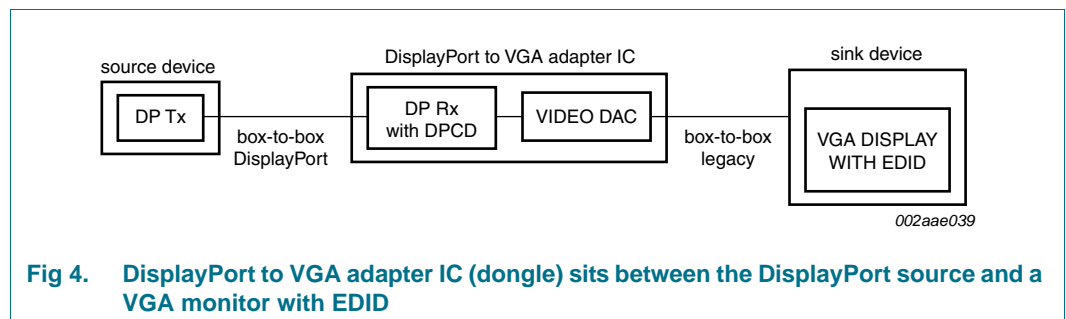 source device
DP Tx
box-to-box
DisplayPort
DisplayPort to VGA adapter IC
DP Rx
with DPCD
VIDEO DAC
box-to-box
legacy
sink device
VGA DISPLAY
WITH EDID
002aae039
Fig 4. DisplayPort to VGA adapter IC (dongle) sits between the DisplayPort source and a
VGA monitor with EDID